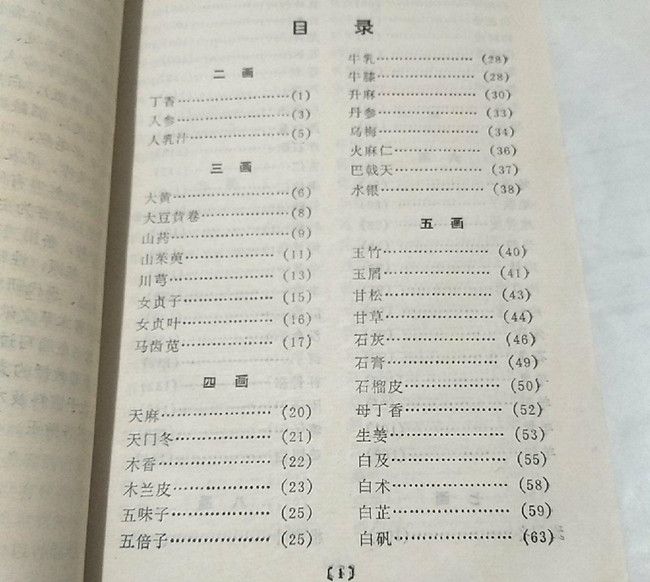 目 录
二 画
丁香……………………(1)
人参……………………(3)
人乳汁…………………(5)
三 画
大黄……………………(6)
大豆黄卷………………(8)
山药……………………(9)
山茱萸…………………(11)
川芎……………………(13)
女贞子…………………(15)
女贞叶…………………(16)
马齿苋…………………(17)
四 画
天麻……………………(20)
天门冬…………………(21)
木香……………………(22)
木兰皮…………………(23)
五味子…………………(25)
五倍子…………………(25)
牛乳……………………(28)
牛膝……………………(28)
升麻……………………(30)
丹参……………………(33)
乌梅……………………(34)
火麻仁…………………(36)
巴戟天…………………(37)
水银……………………(38)
五 画
玉竹……………………(40)
玉屑……………………(41)
甘松……………………(43)
甘草……………………(44)
石灰……………………(46)
石膏……………………(49)
石榴皮…………………(50)
母丁香…………………(52)
生姜……………………(53)
白及……………………(55)
白术……………………(58)
白芷……………………(59)
白矾……………………(63)
〔1〕